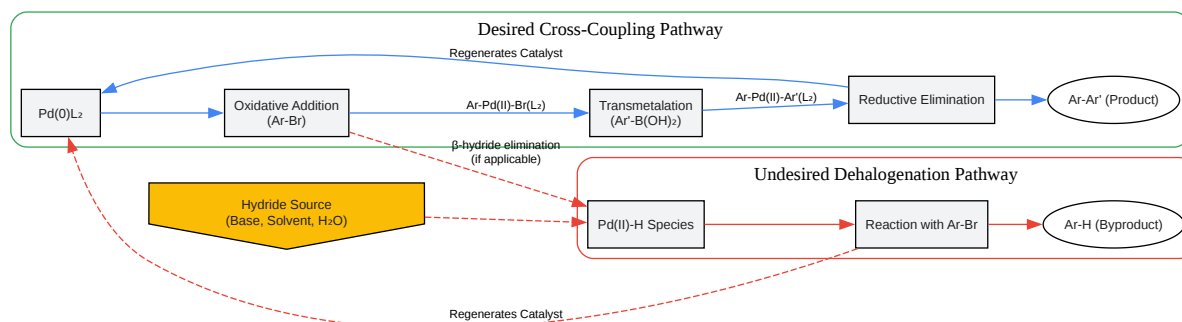 Desired Cross-Coupling Pathway
Regenerates Catalyst
Pd(0)L₂
Oxidative Addition
(Ar-Br)
Ar-Pd(II)-Br(L₂)
Transmetalation
(Ar'-B(OH)₂)
Ar-Pd(II)-Ar'(L₂)
Reductive Elimination
Ar-Ar' (Product)
β-hydride elimination
(if applicable)
Undesired Dehalogenation Pathway
Hydride Source
(Base, Solvent, H₂O)
Pd(II)-H Species
Reaction with Ar-Br
Ar-H (Byproduct)
Regenerates Catalyst